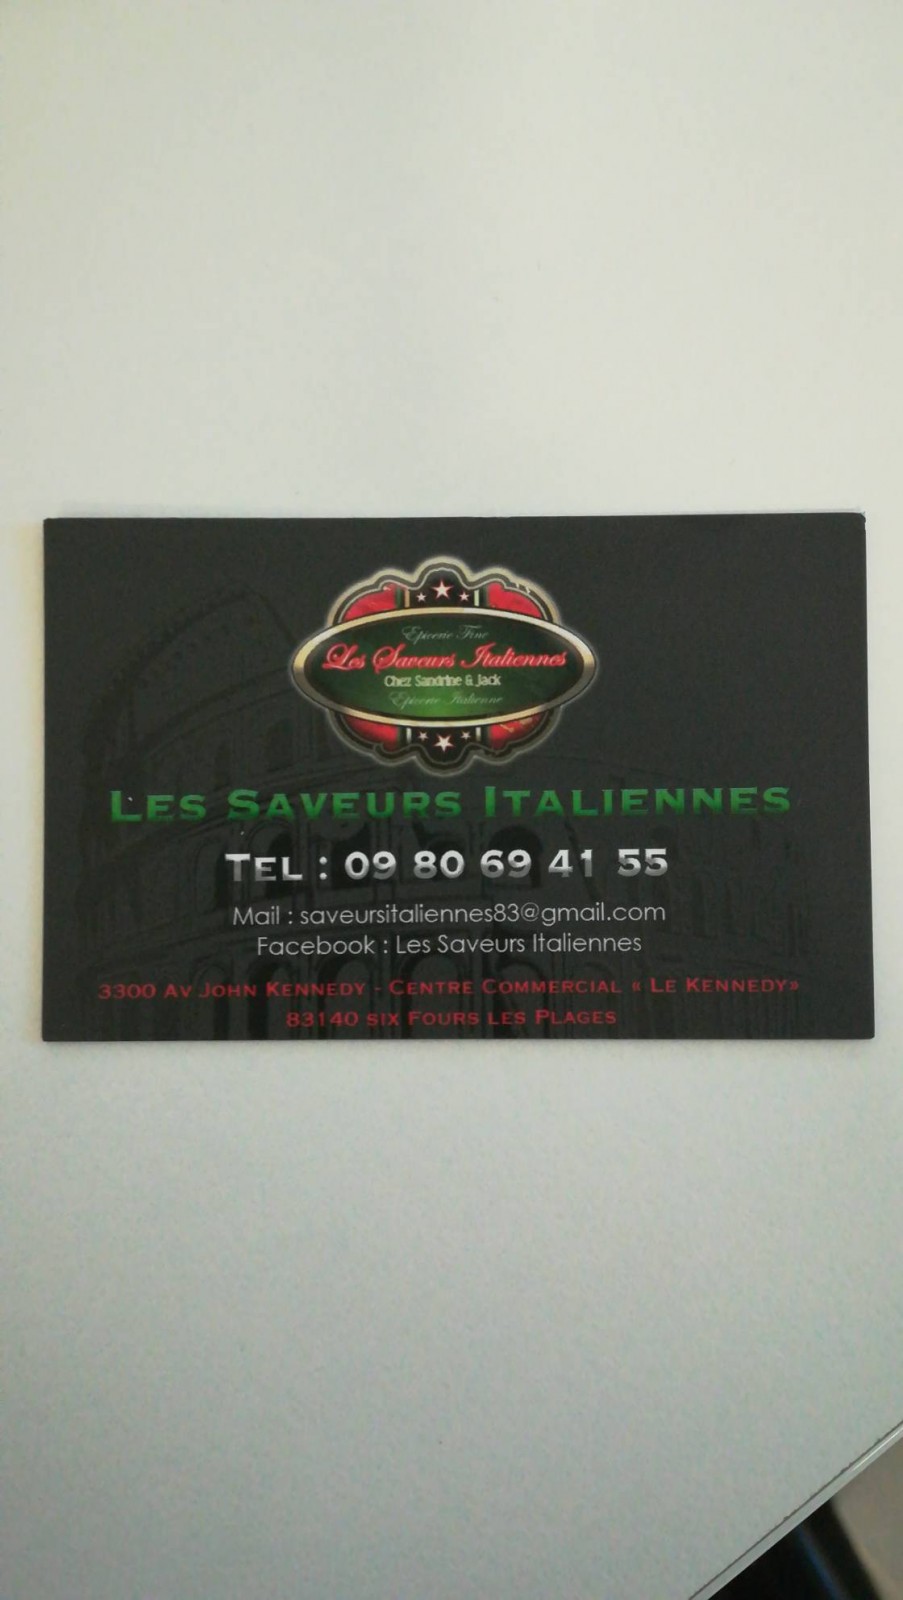 Epicerie Fine
Les Saveurs Italiennes
Chez Sandrine & Jack
Epicerie Italienne
LES SAVEURS ITALIENNES
TEL : 09 80 69 41 55
Mail : saveursitaliennes83@gmail.com
Facebook : Les Saveurs Italiennes
3300 AV JOHN KENNEDY - CENTRE COMMERCIAL « LE KENNEDY»
83140 SIX FOURS LES PLAGES